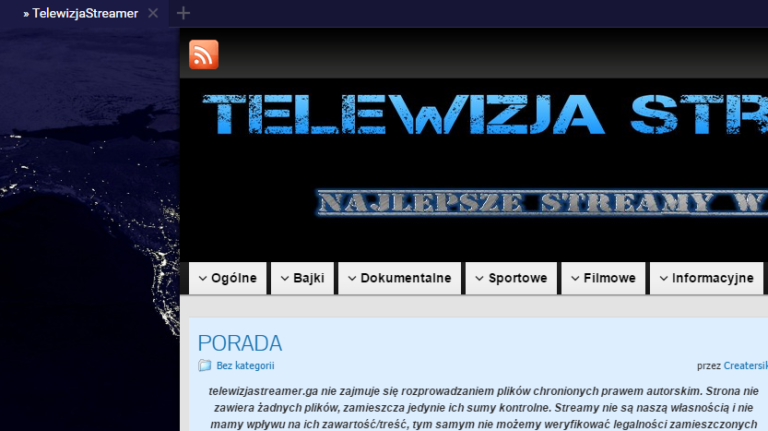 » TelewizjaStreamer
TELEWIZJA
NAJLEPSZE STREAMY W
Ogólne Bajki Dokumentalne Sportowe Filmowe Informacyjne
PORADA
Bez kategorii przez
telewizjastreamer.ga nie zajmuje się rozprowadzaniem plików chronionych prawem autorskim. Strona nie
zawiera żadnych plików, zamieszcza jedynie ich sumy kontrolne. Streamy nie są naszą własnością i nie
mamy wpływu na ich zawartość/treść, tym samym nie możemy weryfikować legalności zamieszczonych